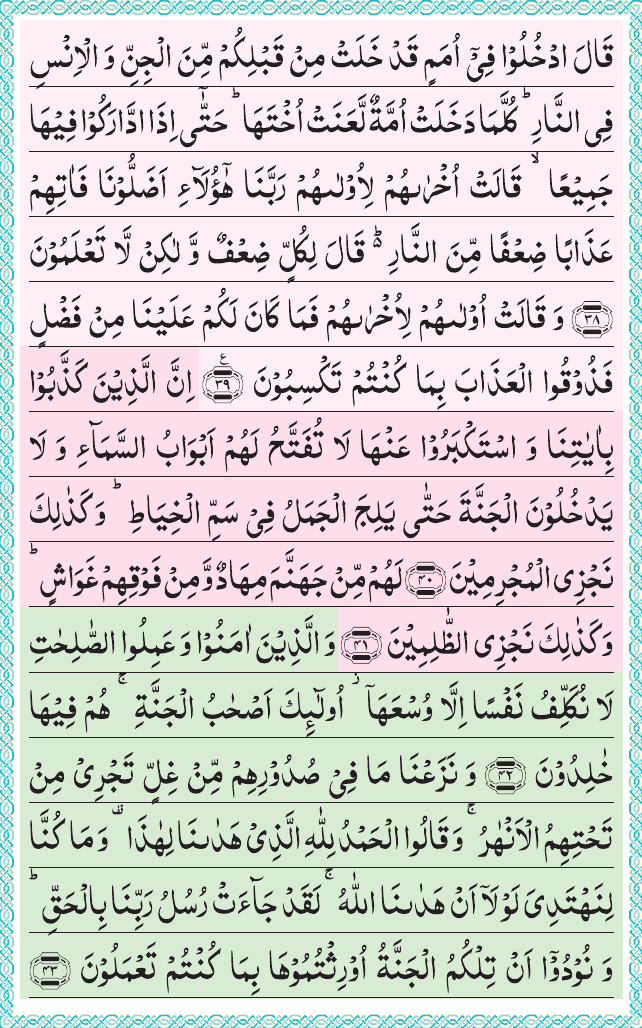 قَالَ ادْخُلُوْا فِیْۤ اُمَمٍ قَدْ خَلَتْ مِنْ قَبْلِكُمْ مِّنَ الْجِنِّ وَ الْاِنْسِ
فِی النَّارِ ؕ كُلَّمَا دَخَلَتْ اُمَّةٌ لَّعَنَتْ اُخْتَهَا ؕ حَتّٰۤی اِذَا ادَّارَكُوْا فِیْهَا
جَمِیْعًا ۙ قَالَتْ اُخْرٰىهُمْ لِاُوْلٰىهُمْ رَبَّنَا هٰۤؤُلَآءِ اَضَلُّوْنَا فَاٰتِهِمْ
عَذَابًا ضِعْفًا مِّنَ النَّارِ ؕ۬ قَالَ لِكُلٍّ ضِعْفٌ وَّ لٰكِنْ لَّا تَعْلَمُوْنَ
﴿۳۸﴾ وَ قَالَتْ اُوْلٰىهُمْ لِاُخْرٰىهُمْ فَمَا كَانَ لَكُمْ عَلَیْنَا مِنْ فَضْلٍ
فَذُوْقُوا الْعَذَابَ بِمَا كُنْتُمْ تَكْسِبُوْنَ ﴿۳۹﴾ ع اِنَّ الَّذِیْنَ كَذَّبُوْا
بِاٰیٰتِنَا وَ اسْتَكْبَرُوْا عَنْهَا لَا تُفَتَّحُ لَهُمْ اَبْوَابُ السَّمَآءِ وَ لَا
یَدْخُلُوْنَ الْجَنَّةَ حَتّٰی یَلِجَ الْجَمَلُ فِیْ سَمِّ الْخِیَاطِ ؕ وَ كَذٰلِكَ
نَجْزِی الْمُجْرِمِیْنَ ﴿۴۰﴾ لَهُمْ مِّنْ جَهَنَّمَ مِهَادٌ وَّ مِنْ فَوْقِهِمْ غَوَاشٍ ؕ
وَ كَذٰلِكَ نَجْزِی الظّٰلِمِیْنَ ﴿۴۱﴾ وَ الَّذِیْنَ اٰمَنُوْا وَ عَمِلُوا الصّٰلِحٰتِ
لَا نُكَلِّفُ نَفْسًا اِلَّا وُسْعَهَاۤ ؗ اُولٰٓىِٕكَ اَصْحٰبُ الْجَنَّةِ ۚ هُمْ فِیْهَا
خٰلِدُوْنَ ﴿۴۲﴾ وَ نَزَعْنَا مَا فِیْ صُدُوْرِهِمْ مِّنْ غِلٍّ تَجْرِیْ مِنْ
تَحْتِهِمُ الْاَنْهٰرُ ۚ وَ قَالُوا الْحَمْدُ لِلّٰهِ الَّذِیْ هَدٰىنَا لِهٰذَا ۫ وَ مَا كُنَّا
لِنَهْتَدِیَ لَوْ لَاۤ اَنْ هَدٰىنَا اللّٰهُ ۚ لَقَدْ جَآءَتْ رُسُلُ رَبِّنَا بِالْحَقِّ ؕ
وَ نُوْدُوْۤا اَنْ تِلْكُمُ الْجَنَّةُ اُوْرِثْتُمُوْهَا بِمَا كُنْتُمْ تَعْمَلُوْنَ ﴿۴۳﴾